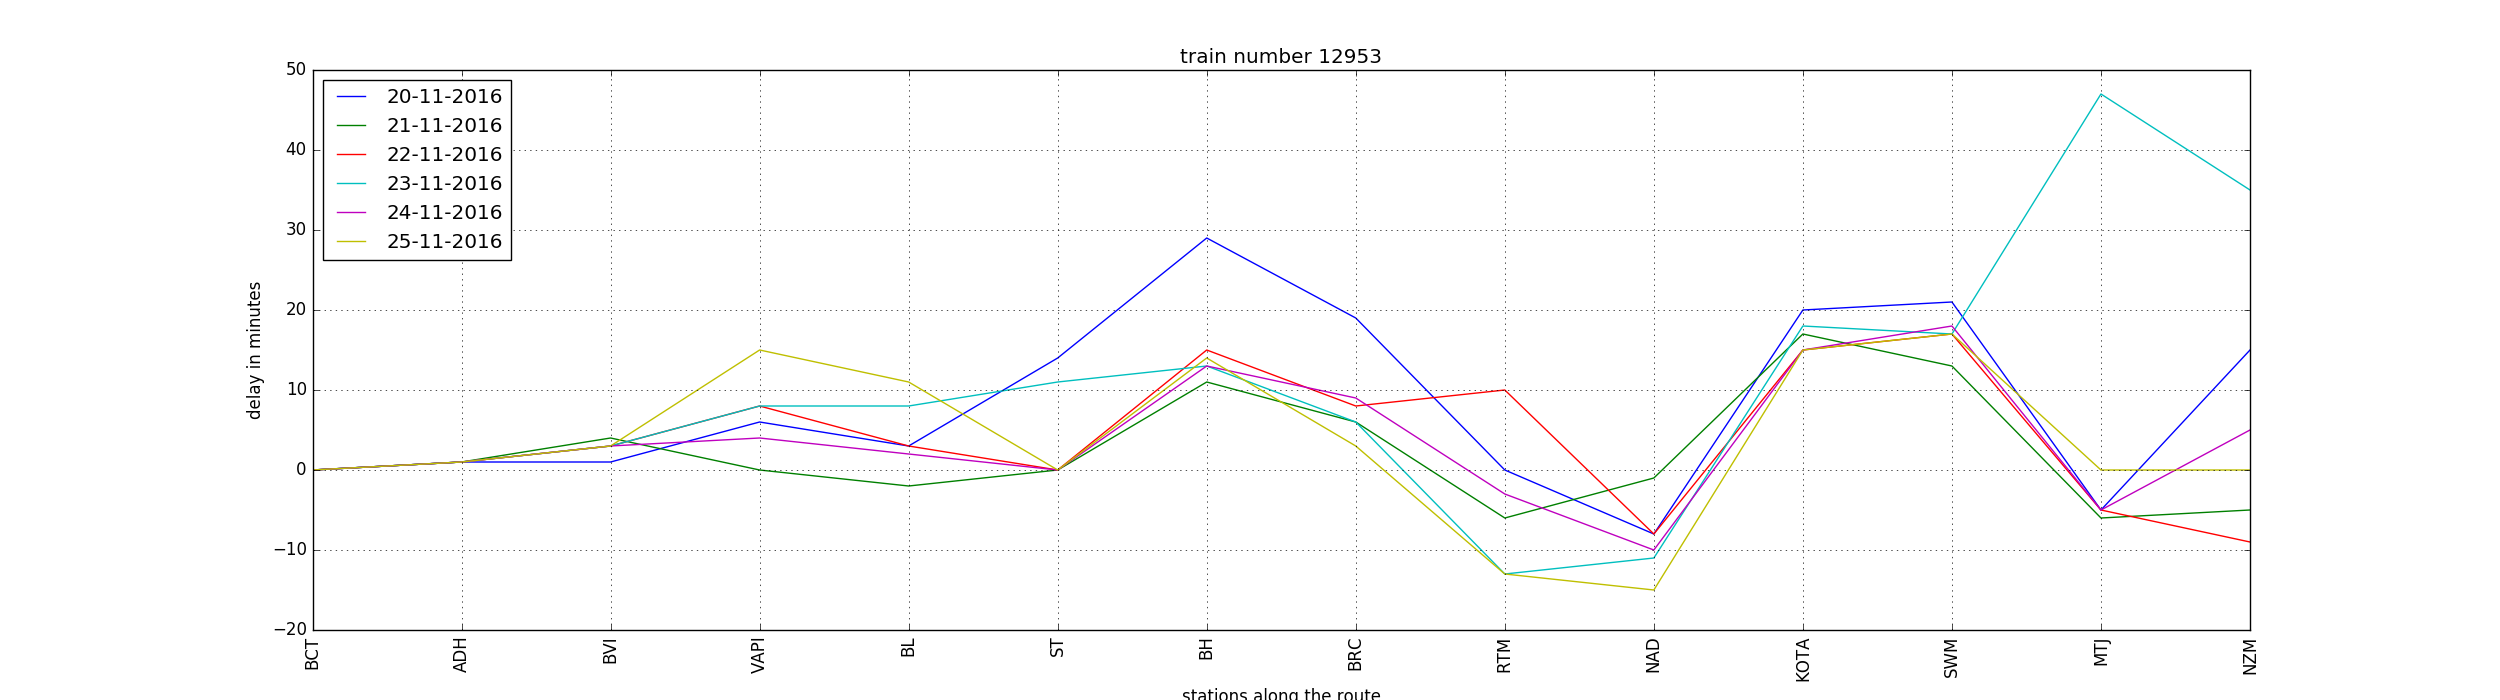 train number 12953
50
40
30
20
10
0
−10
−20
delay in minutes
20-11-2016
21-11-2016
22-11-2016
23-11-2016
24-11-2016
25-11-2016
BCT
ADH
BVI
VAPI
BL
ST
BH
BRC
RTM
NAD
KOTA
SWM
MTJ
NZM
stations along the route